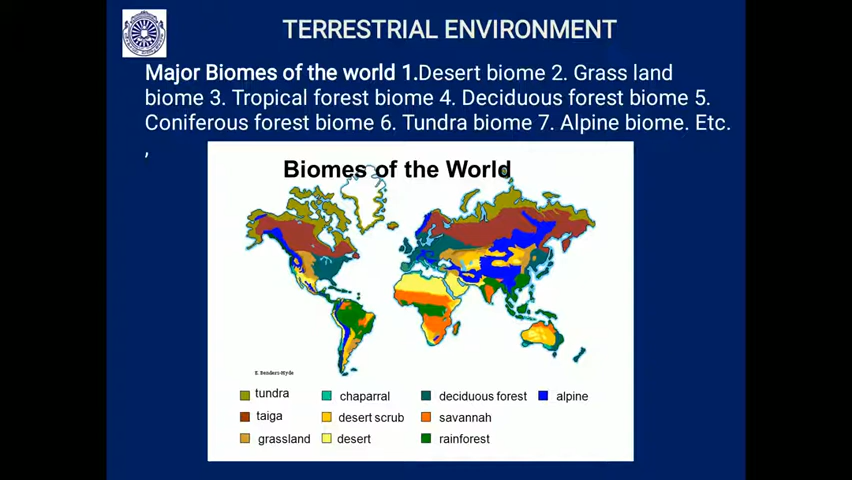 TERRESTRIAL ENVIRONMENT
Major Biomes of the world 1.Desert biome 2. Grass land
biome 3. Tropical forest biome 4. Deciduous forest biome 5.
Coniferous forest biome 6. Tundra biome 7. Alpine biome. Etc.
,
Biomes of the World
E. Benders-Hyde
tundra chaparral deciduous forest alpine
taiga desert scrub savannah
grassland desert rainforest